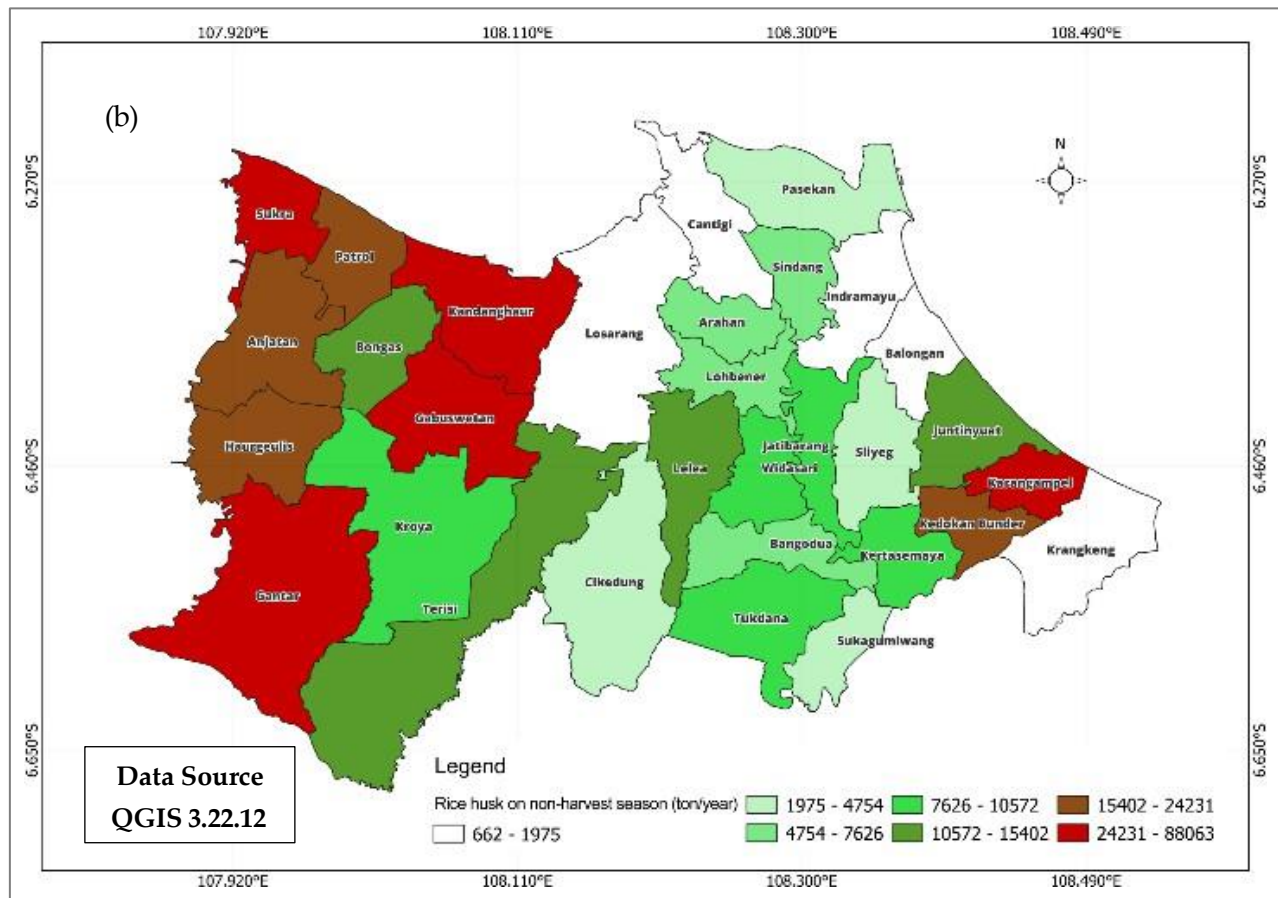 107.920°E 108.110°E 108.300°E 108.490°E
(b)
N
6.270°S 6.270°S
Pasekan
Sukra
Cantigi
Patrol
Sindang
Indramayu
Kandanghaur
Arahan
Losarang
Anjatan
Bongas
Balongan
Lohbener
Gabuswetan
Juntinyuat
Haurgeulis
Jatibarang
Sliyeg
6.460°S 6.460°S
Lelea
Widasari
Karangampel
Kroya
Kedokan Bunder
Bangodua
Krangkeng
Kertasemaya
Cikedung
Gantar
Terisi
Tukdana
Sukagumiwang
6.650°S 6.650°S
Data Source
QGIS 3.22.12
Legend
Rice husk on non-harvest season (ton/year)
662 - 1975
1975 - 4754
4754 - 7626
7626 - 10572
10572 - 15402
15402 - 24231
24231 - 88063
107.920°E 108.110°E 108.300°E 108.490°E